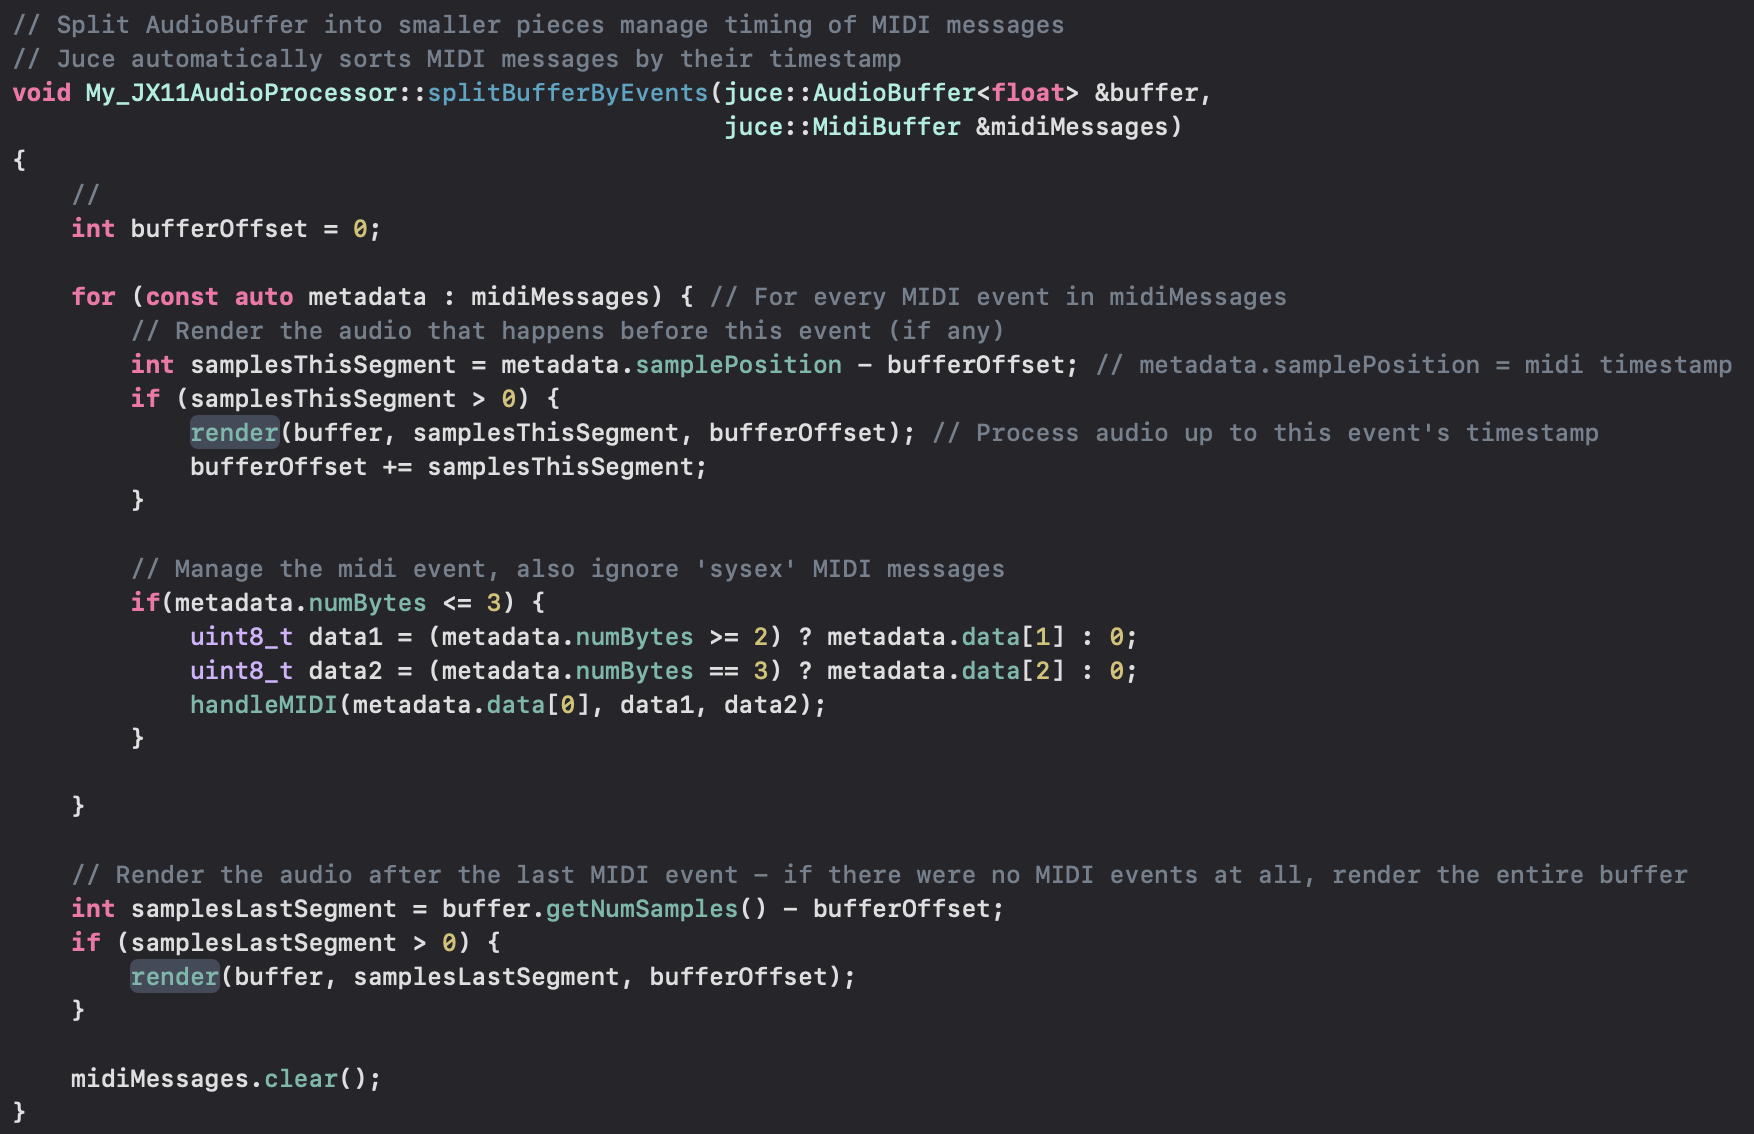 // Split AudioBuffer into smaller pieces manage timing of MIDI messages
// Juce automatically sorts MIDI messages by their timestamp
void My_JX11AudioProcessor::splitBufferByEvents(juce::AudioBuffer<float> &buffer,
                                                juce::MidiBuffer &midiMessages)
{
    //
    int bufferOffset = 0;

    for (const auto metadata : midiMessages) { // For every MIDI event in midiMessages
        // Render the audio that happens before this event (if any)
        int samplesThisSegment = metadata.samplePosition - bufferOffset; // metadata.samplePosition = midi timestamp
        if (samplesThisSegment > 0) {
            render(buffer, samplesThisSegment, bufferOffset); // Process audio up to this event's timestamp
            bufferOffset += samplesThisSegment;
        }

        // Manage the midi event, also ignore 'sysex' MIDI messages
        if(metadata.numBytes <= 3) {
            uint8_t data1 = (metadata.numBytes >= 2) ? metadata.data[1] : 0;
            uint8_t data2 = (metadata.numBytes == 3) ? metadata.data[2] : 0;
            handleMIDI(metadata.data[0], data1, data2);
        }

    }

    // Render the audio after the last MIDI event – if there were no MIDI events at all, render the entire buffer
    int samplesLastSegment = buffer.getNumSamples() - bufferOffset;
    if (samplesLastSegment > 0) {
        render(buffer, samplesLastSegment, bufferOffset);
    }

    midiMessages.clear();
}